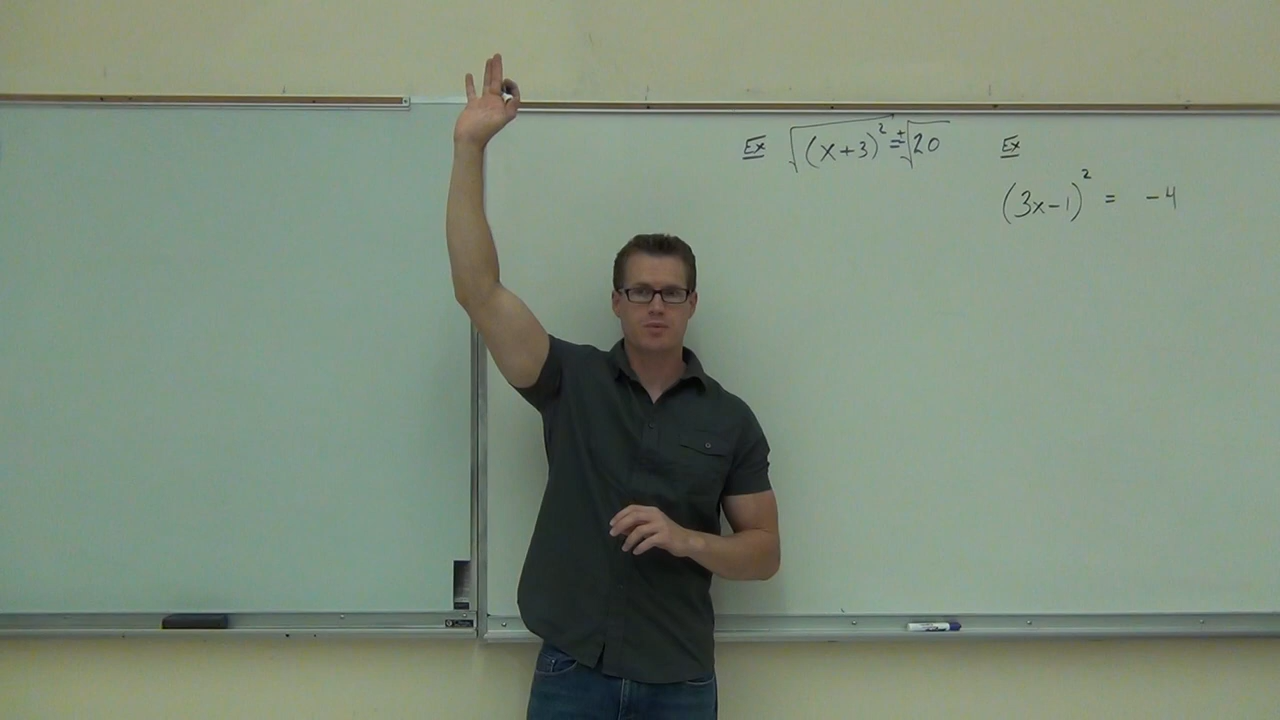 Ex √(x+3)² = ±√20
Ex
(3x-1)² = -4